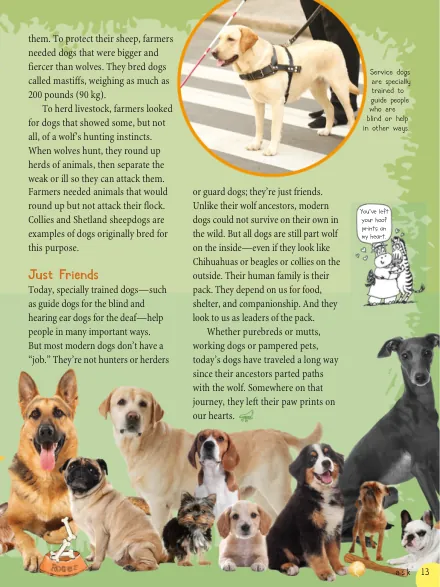 them. To protect their sheep, farmers
needed dogs that were bigger and
fiercer than wolves. They bred dogs
called mastiffs, weighing as much as
200 pounds (90 kg).
To herd livestock, farmers looked
for dogs that showed some, but not
all, of a wolf's hunting instincts.
When wolves hunt, they round up
herds of animals, then separate the
weak or ill so they can attack them.
Farmers needed animals that would
round up but not attack their flock.
Collies and Shetland sheepdogs are
examples of dogs originally bred for
this purpose.
Just Friends
Today, specially trained dogs—such
as guide dogs for the blind and
hearing ear dogs for the deaf—help
people in many important ways.
But most modern dogs don't have a
"job." They're not hunters or herders
or guard dogs; they're just friends.
Unlike their wolf ancestors, modern
dogs could not survive on their own in
the wild. But all dogs are still part wolf
on the inside—even if they look like
Chihuahuas or beagles or collies on the
outside. Their human family is their
pack. They depend on us for food,
shelter, and companionship. And they
look to us as leaders of the pack.
Whether purebreds or mutts,
working dogs or pampered pets,
today's dogs have traveled a long way
since their ancestors parted paths
with the wolf. Somewhere on that
journey, they left their paw prints on
our hearts.
Service dogs
are specially
trained to
guide people
who are
blind or help
in other ways.
You've left
your hoof
prints on
my heart.
Roger
ask 13